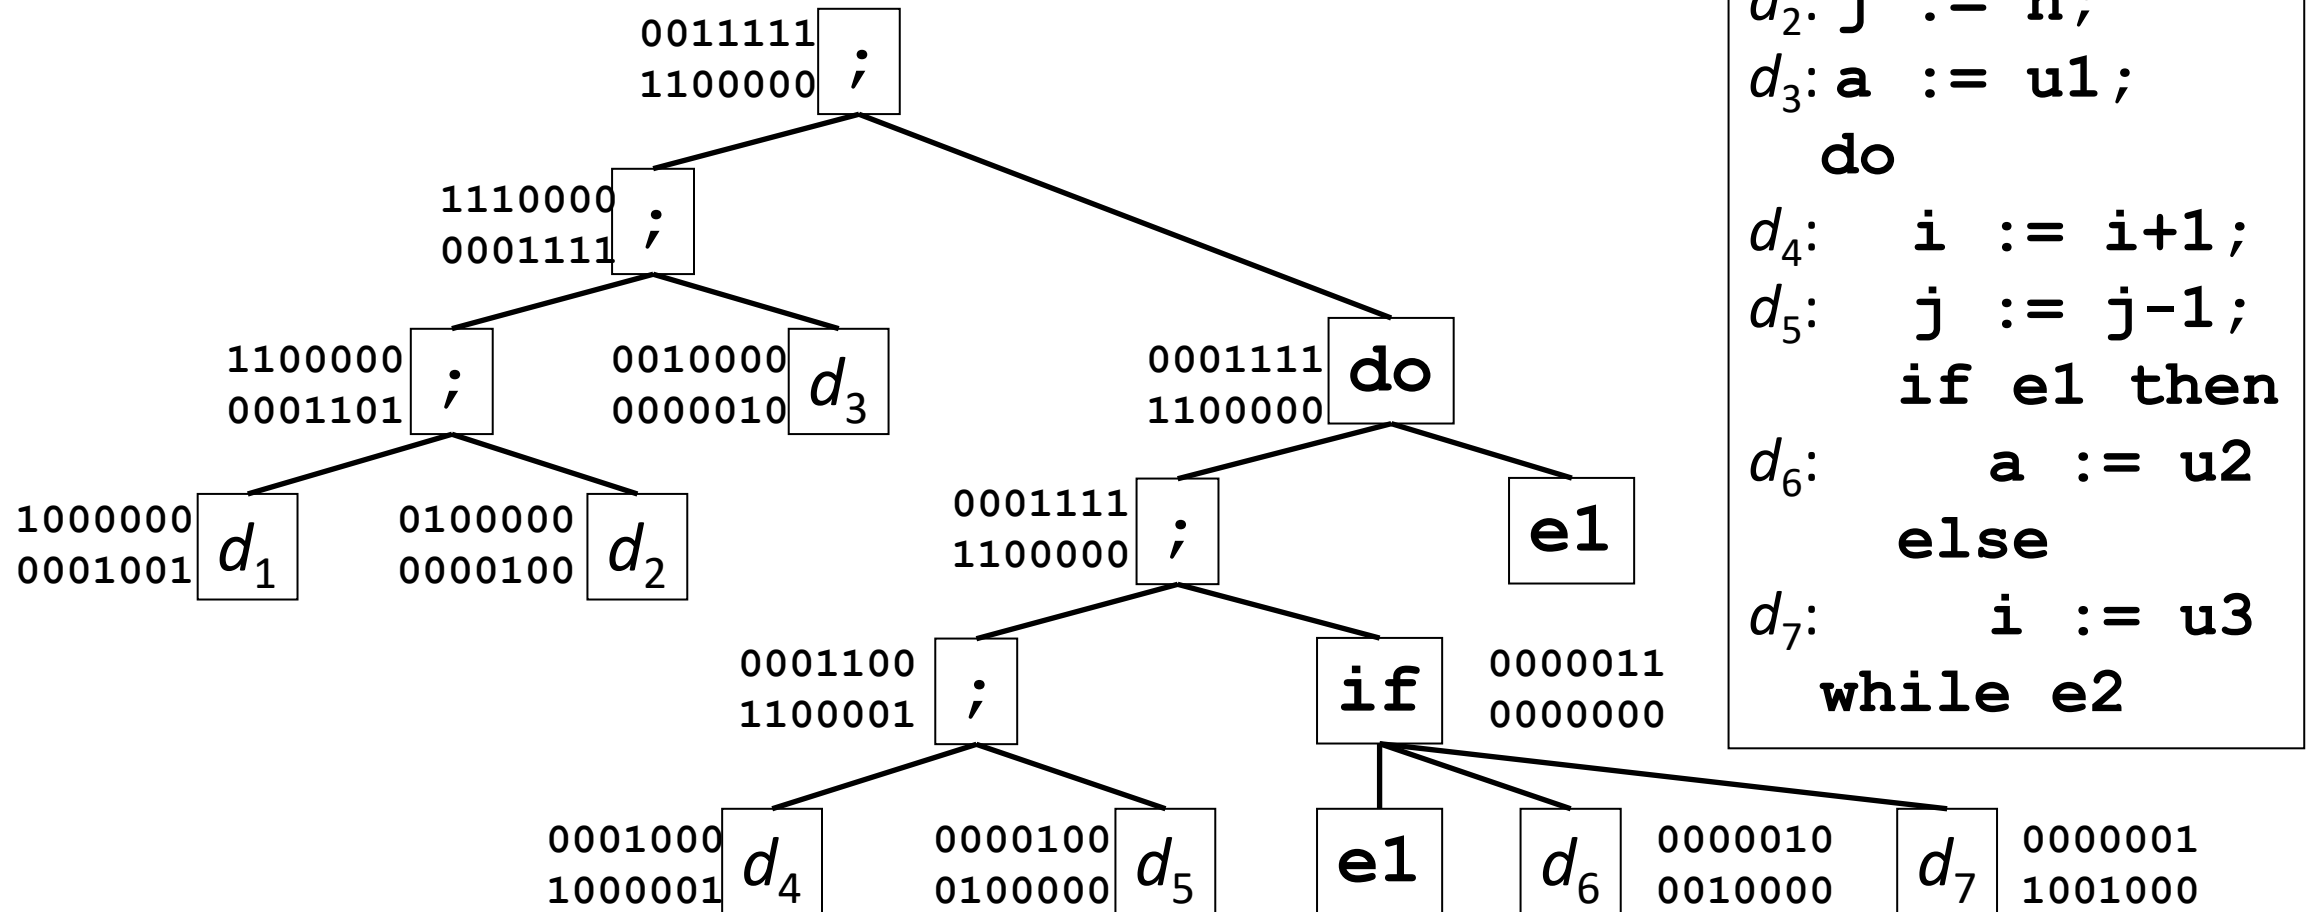 0011111
1100000
;
1110000
0001111
;
1100000
0001101
;
0010000
0000010
d3
0001111
1100000
do
1000000
0001001
d1
0100000
0000100
d2
0001111
1100000
;
e1
0001100
1100001
;
if
0000011
0000000
0001000
1000001
d4
0000100
0100000
d5
e1
d6
0000010
0010000
d7
0000001
1001000
d2: j := n;
d3: a := u1;
do
d4: i := i+1;
d5: j := j-1;
if e1 then
d6: a := u2
else
d7: i := u3
while e2